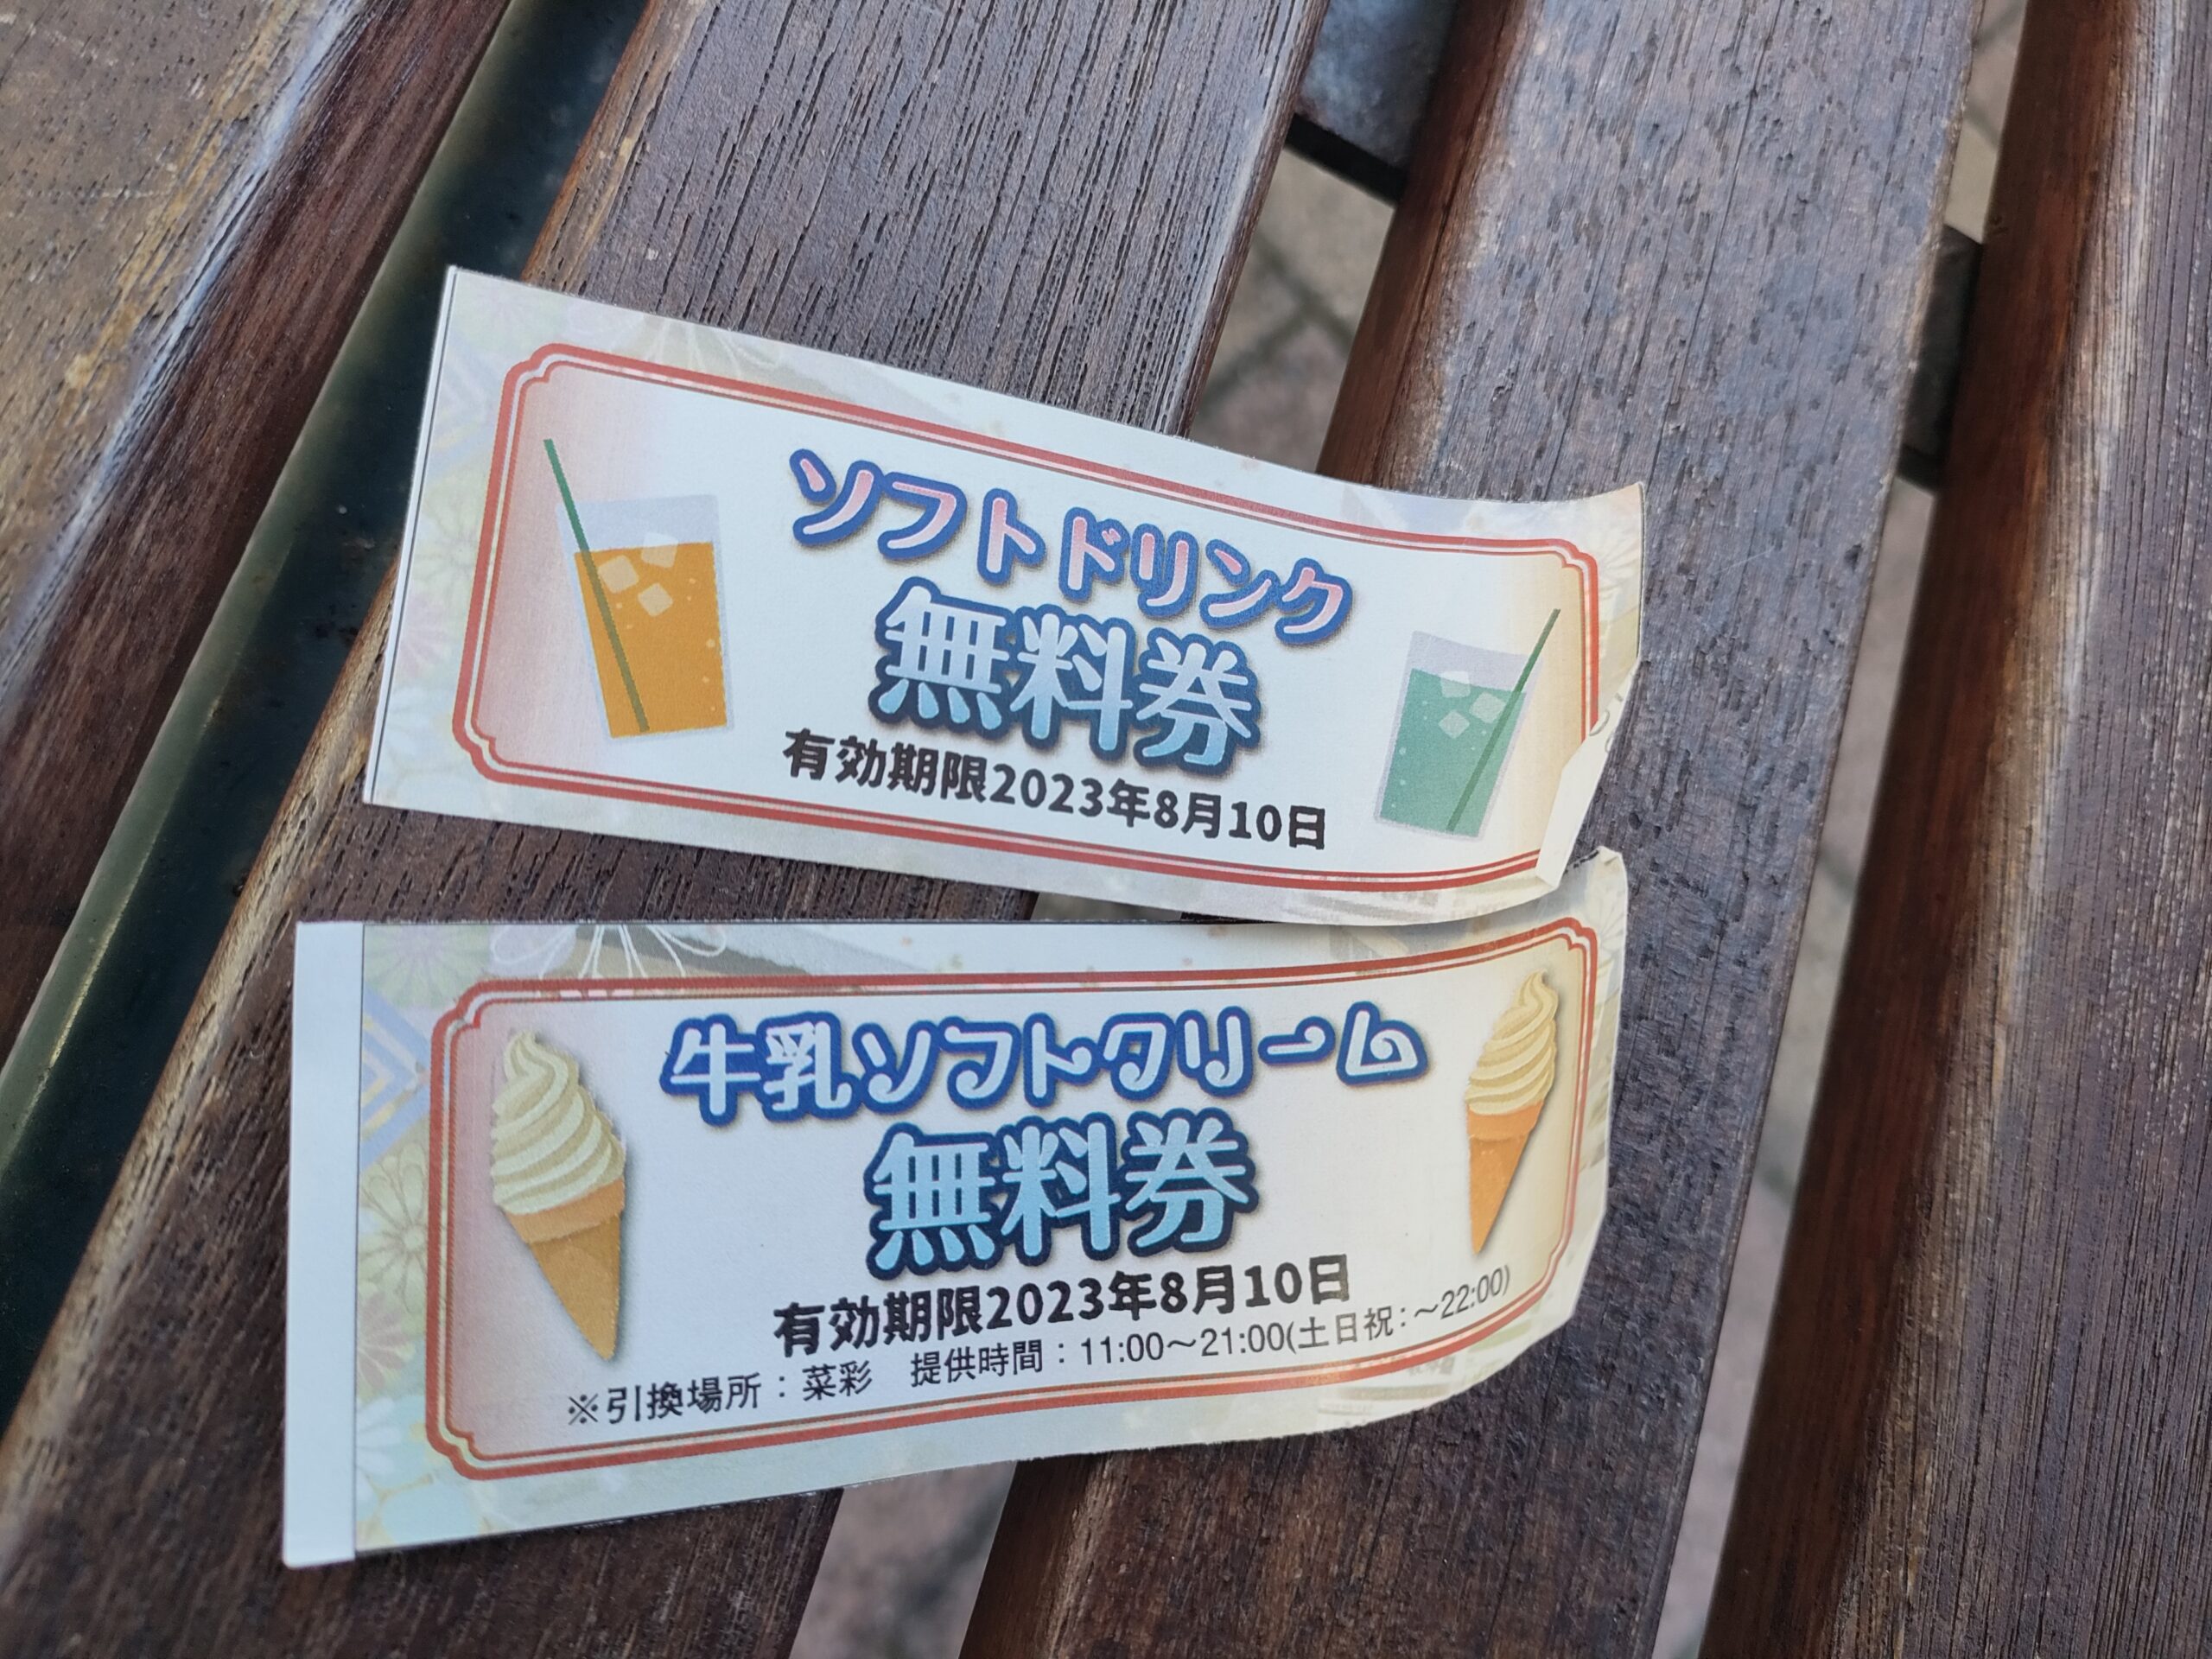 ソフトドリンク
無料券
有効期限2023年8月10日
牛乳ソフトクリーム
無料券
有効期限2023年8月10日
※引換場所：菜彩　提供時間：11:00〜21:00(土日祝：〜22:00)